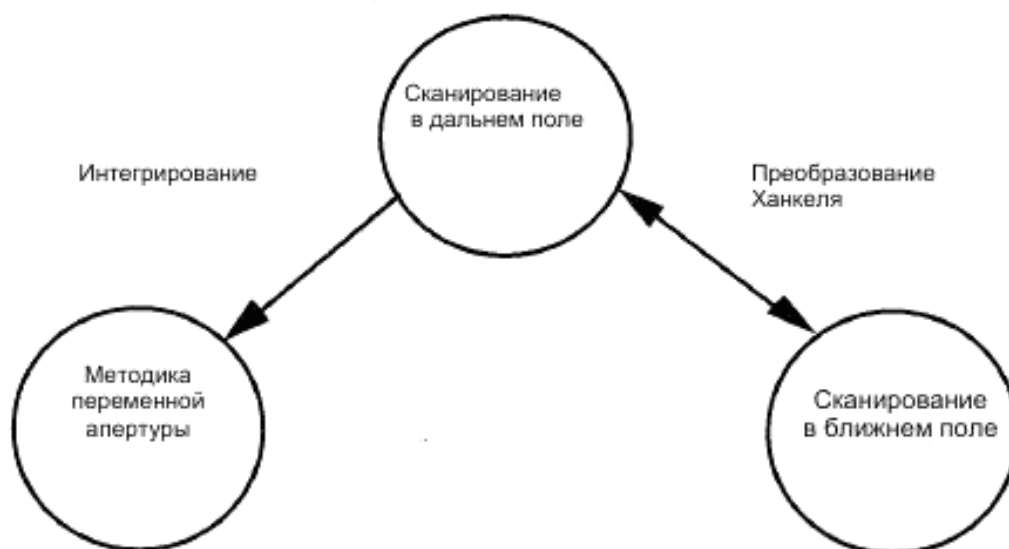 Сканирование
в дальнем поле
Интегрирование
Преобразование
Ханкеля
Методика
переменной
апертуры
Сканирование
в ближнем поле